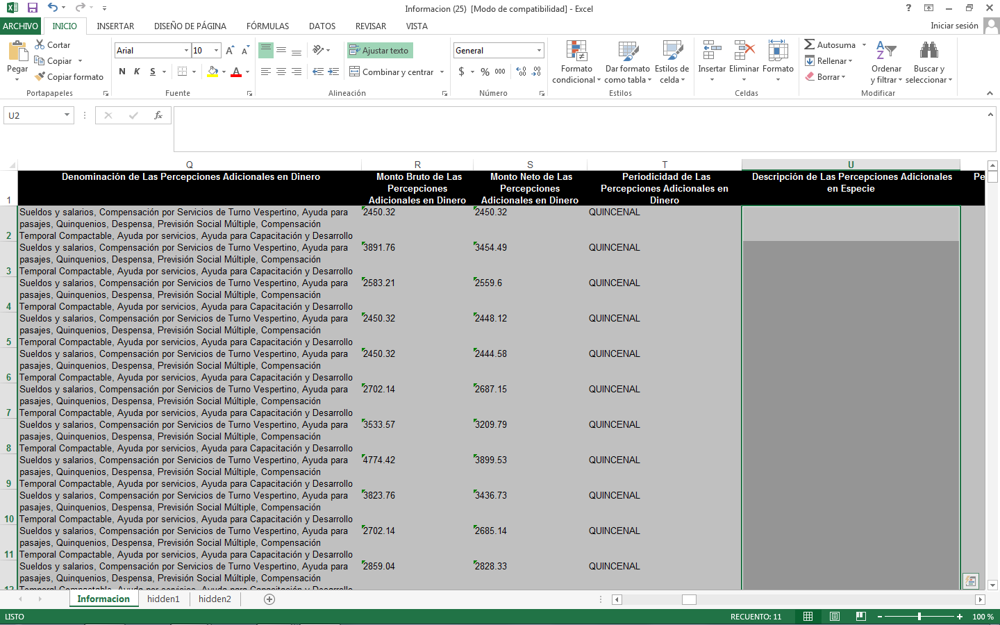 Informacion (25) [Modo de compatibilidad] - Excel
ARCHIVO INICIO INSERTAR DISEÑO DE PÁGINA FÓRMULAS DATOS REVISAR VISTA Iniciar sesión
Pegar
Cortar
Copiar
Copiar formato
Portapapeles
Arial 10
N K S
Fuente
Ajustar texto
Combinar y centrar
Alineación
General
$ % 000
Número
Formato condicional
Dar formato como tabla
Estilos de celda
Estilos
Insertar Eliminar Formato
Celdas
Autosuma
Rellenar
Borrar
Ordenar y filtrar
Buscar y seleccionar
Modificar
U2
fx
Q R S T U
Denominación de Las Percepciones Adicionales en Dinero
Monto Bruto de Las
Percepciones
Adicionales en Dinero
Monto Neto de Las
Percepciones
Adicionales en Dinero
Periodicidad de Las
Percepciones Adicionales en
Dinero
Descripción de Las Percepciones Adicionales
en Especie
Pe
1
Sueldos y salarios, Compensación por Servicios de Turno Vespertino, Ayuda para 2450.32 2450.32 QUINCENAL
pasajes, Quinquenios, Despensa, Previsión Social Múltiple, Compensación
2 Temporal Compactable, Ayuda por servicios, Ayuda para Capacitación y Desarrollo
Sueldos y salarios, Compensación por Servicios de Turno Vespertino, Ayuda para 3891.76 3454.49 QUINCENAL
pasajes, Quinquenios, Despensa, Previsión Social Múltiple, Compensación
3 Temporal Compactable, Ayuda por servicios, Ayuda para Capacitación y Desarrollo
Sueldos y salarios, Compensación por Servicios de Turno Vespertino, Ayuda para 2583.21 2559.6 QUINCENAL
pasajes, Quinquenios, Despensa, Previsión Social Múltiple, Compensación
4 Temporal Compactable, Ayuda por servicios, Ayuda para Capacitación y Desarrollo
Sueldos y salarios, Compensación por Servicios de Turno Vespertino, Ayuda para 2450.32 2448.12 QUINCENAL
pasajes, Quinquenios, Despensa, Previsión Social Múltiple, Compensación
5 Temporal Compactable, Ayuda por servicios, Ayuda para Capacitación y Desarrollo
Sueldos y salarios, Compensación por Servicios de Turno Vespertino, Ayuda para 2450.32 2444.58 QUINCENAL
pasajes, Quinquenios, Despensa, Previsión Social Múltiple, Compensación
6 Temporal Compactable, Ayuda por servicios, Ayuda para Capacitación y Desarrollo
Sueldos y salarios, Compensación por Servicios de Turno Vespertino, Ayuda para 2702.14 2687.15 QUINCENAL
pasajes, Quinquenios, Despensa, Previsión Social Múltiple, Compensación
7 Temporal Compactable, Ayuda por servicios, Ayuda para Capacitación y Desarrollo
Sueldos y salarios, Compensación por Servicios de Turno Vespertino, Ayuda para 3533.57 3209.79 QUINCENAL
pasajes, Quinquenios, Despensa, Previsión Social Múltiple, Compensación
8 Temporal Compactable, Ayuda por servicios, Ayuda para Capacitación y Desarrollo
Sueldos y salarios, Compensación por Servicios de Turno Vespertino, Ayuda para 4774.42 3899.53 QUINCENAL
pasajes, Quinquenios, Despensa, Previsión Social Múltiple, Compensación
9 Temporal Compactable, Ayuda por servicios, Ayuda para Capacitación y Desarrollo
Sueldos y salarios, Compensación por Servicios de Turno Vespertino, Ayuda para 3823.76 3436.73 QUINCENAL
pasajes, Quinquenios, Despensa, Previsión Social Múltiple, Compensación
10 Temporal Compactable, Ayuda por servicios, Ayuda para Capacitación y Desarrollo
Sueldos y salarios, Compensación por Servicios de Turno Vespertino, Ayuda para 2702.14 2685.14 QUINCENAL
pasajes, Quinquenios, Despensa, Previsión Social Múltiple, Compensación
11 Temporal Compactable, Ayuda por servicios, Ayuda para Capacitación y Desarrollo
Sueldos y salarios, Compensación por Servicios de Turno Vespertino, Ayuda para 2859.04 2828.33 QUINCENAL
pasajes, Quinquenios, Despensa, Previsión Social Múltiple, Compensación
12 Temporal Compactable, Ayuda por servicios, Ayuda para Capacitación y Desarrollo
Informacion hidden1 hidden2
LISTO RECUENTO: 11 100 %